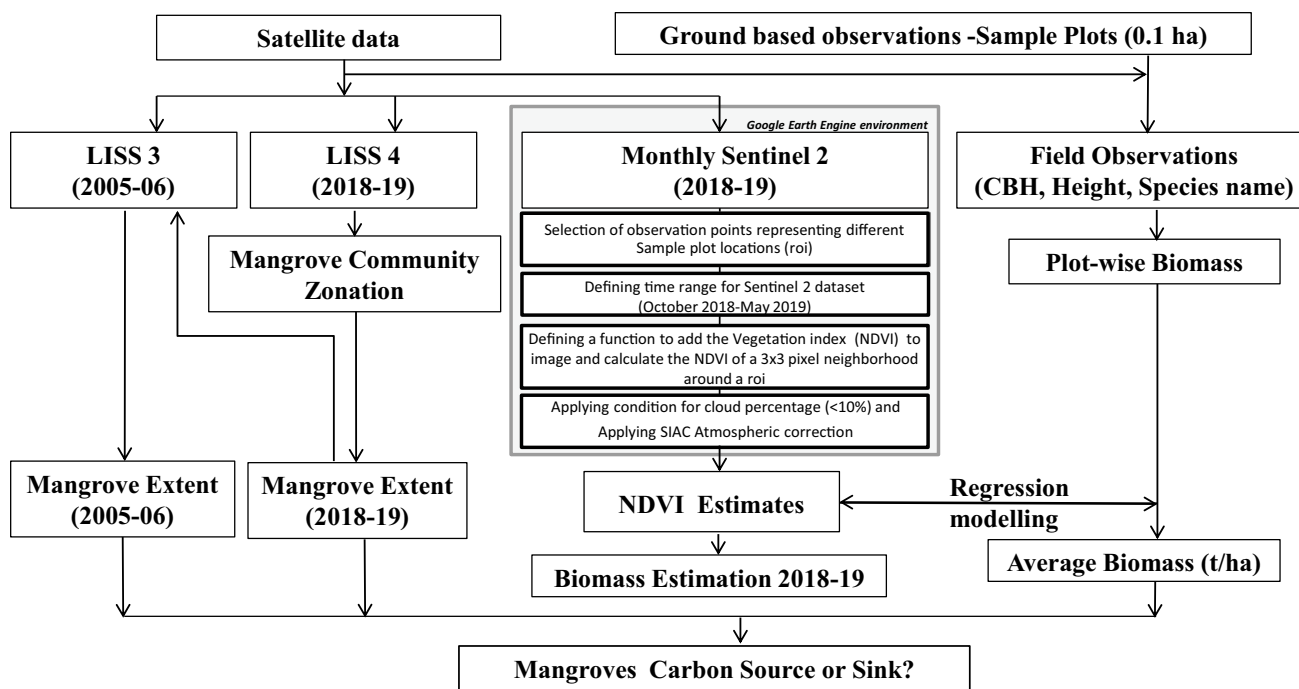 Satellite data
Ground based observations -Sample Plots (0.1 ha)
Google Earth Engine environment
LISS 3
(2005-06)
LISS 4
(2018-19)
Monthly Sentinel 2
(2018-19)
Field Observations
(CBH, Height, Species name)
Selection of observation points representing different
Sample plot locations (roi)
Mangrove Community
Zonation
Plot-wise Biomass
Defining time range for Sentinel 2 dataset
(October 2018-May 2019)
Defining a function to add the Vegetation index (NDVI) to
image and calculate the NDVI of a 3x3 pixel neighborhood
around a roi
Applying condition for cloud percentage (<10%) and
Applying SIAC Atmospheric correction
Mangrove Extent
(2005-06)
Mangrove Extent
(2018-19)
NDVI Estimates
Regression
modelling
Biomass Estimation 2018-19
Average Biomass (t/ha)
Mangroves Carbon Source or Sink?